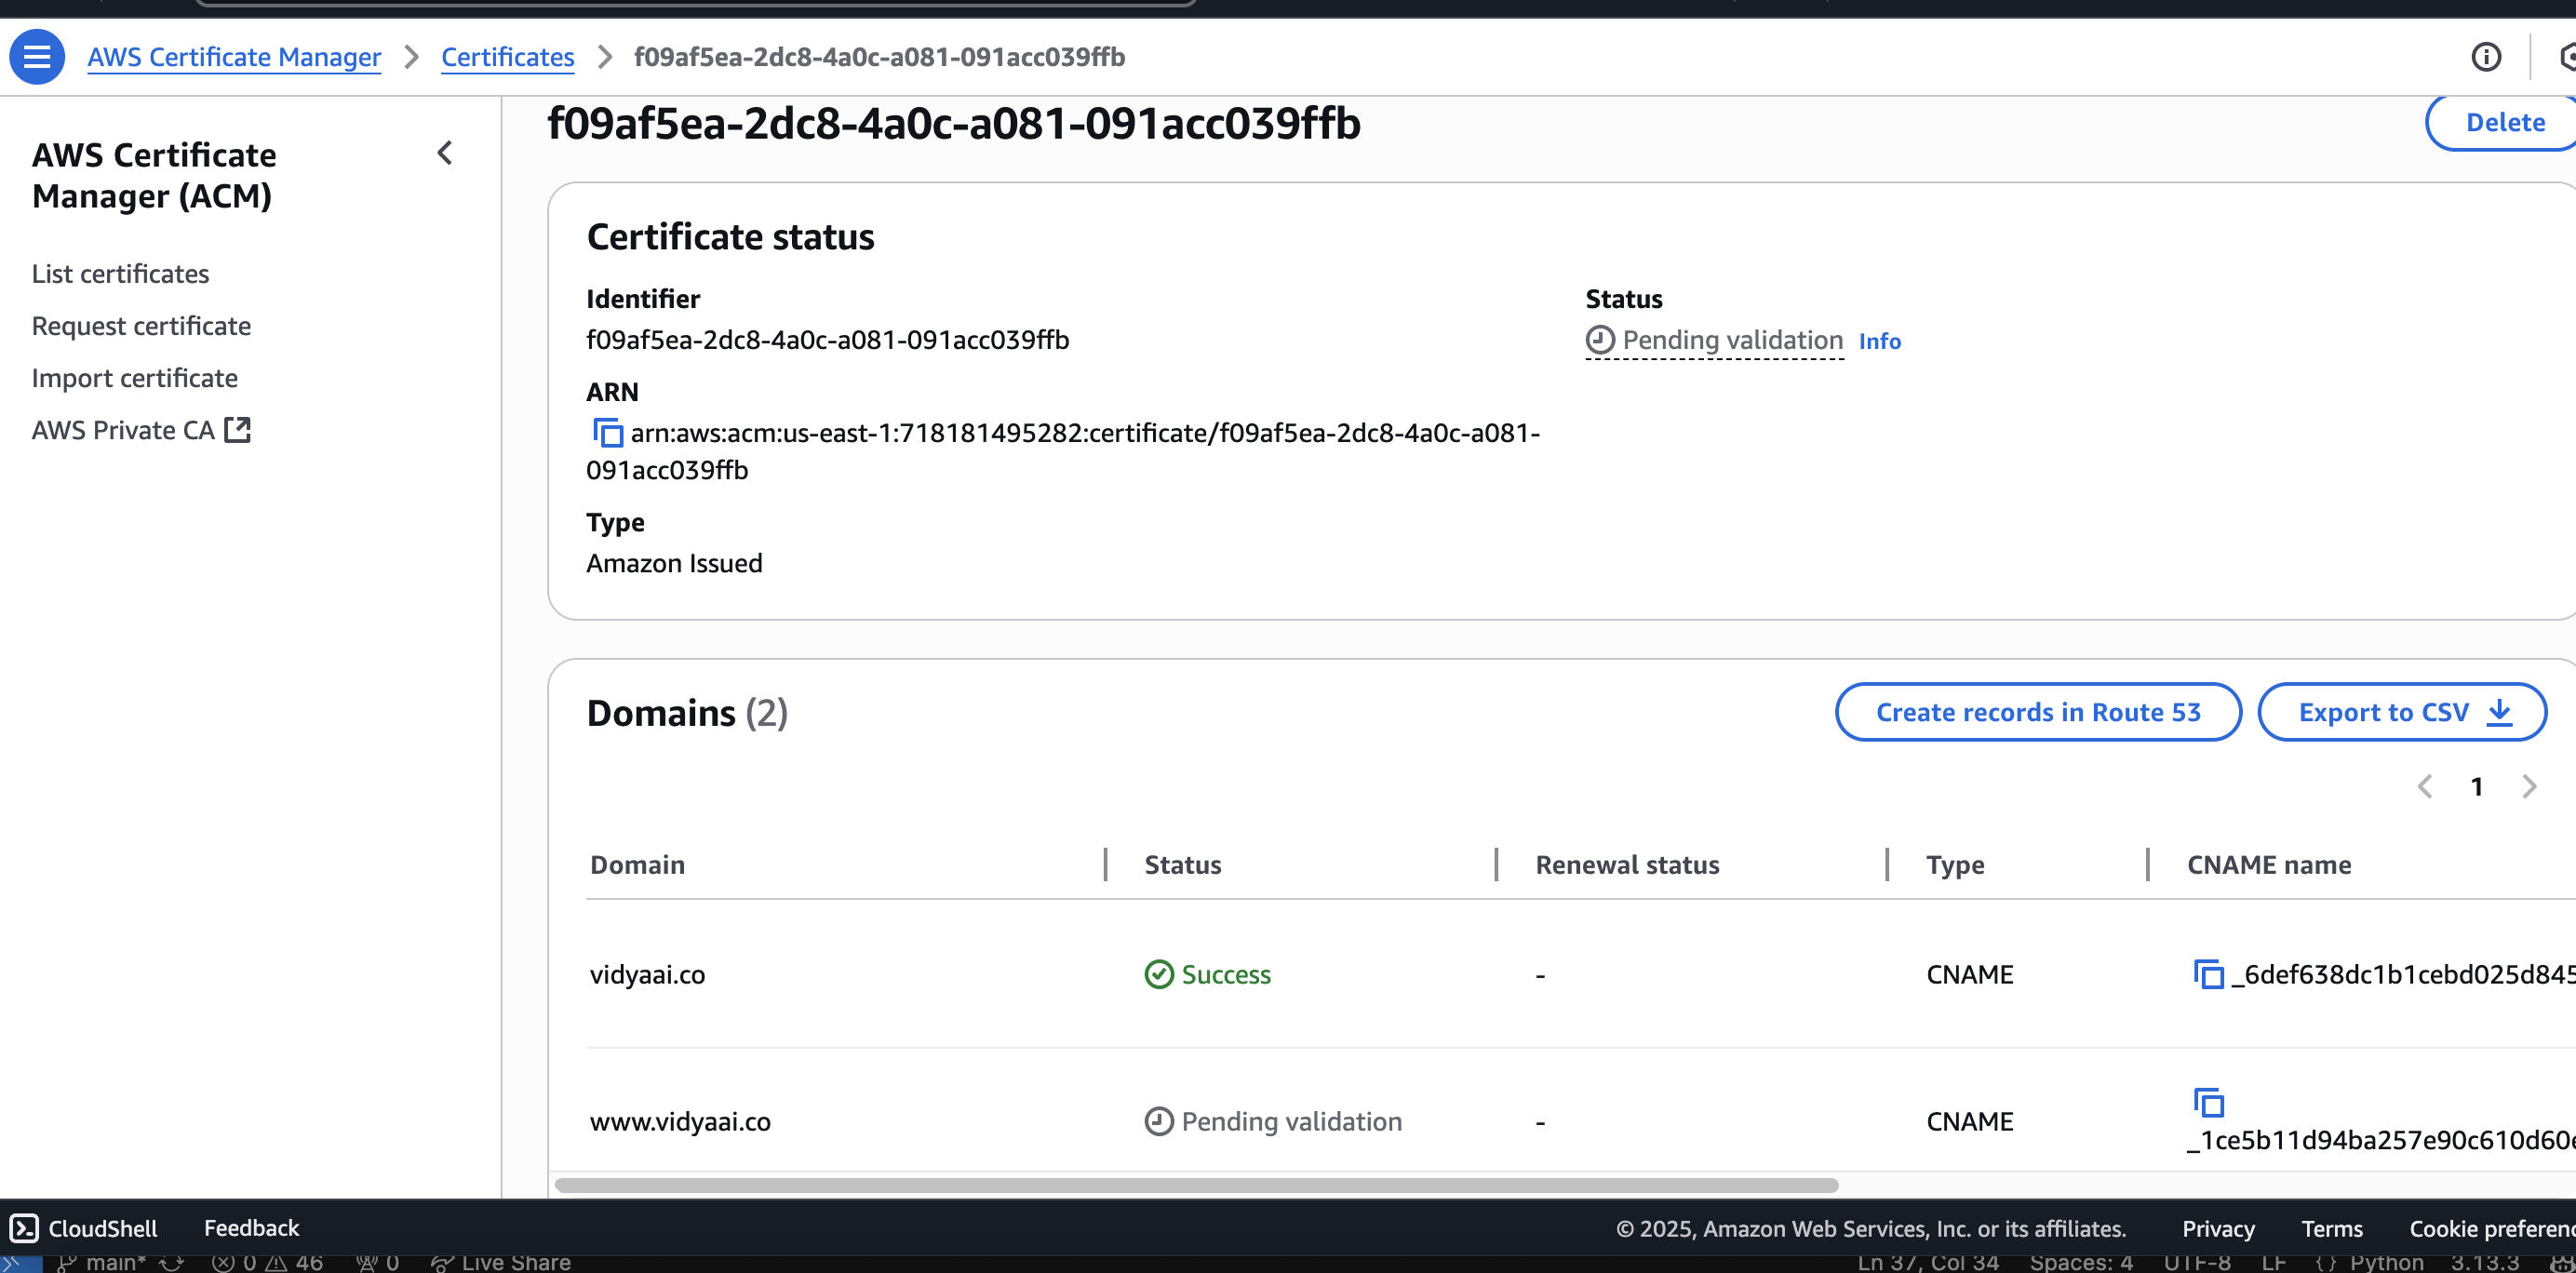 AWS Certificate Manager > Certificates > f09af5ea-2dc8-4a0c-a081-091acc039ffb
AWS Certificate
Manager (ACM)
List certificates
Request certificate
Import certificate
AWS Private CA
f09af5ea-2dc8-4a0c-a081-091acc039ffb
Delete
Certificate status
Identifier
f09af5ea-2dc8-4a0c-a081-091acc039ffb
ARN
arn:aws:acm:us-east-1:718181495282:certificate/f09af5ea-2dc8-4a0c-a081-
091acc039ffb
Type
Amazon Issued
Status
Pending validation Info
Domains (2)
Create records in Route 53
Export to CSV
1
Domain Status Renewal status Type CNAME name
vidyaai.co Success - CNAME _6def638dc1b1cebd025d845
www.vidyaai.co Pending validation - CNAME
_1ce5b11d94ba257e90c610d60e
CloudShell Feedback © 2025, Amazon Web Services, Inc. or its affiliates. Privacy Terms Cookie preferenc
main* 0 46 0 Live Share Ln 37, Col 34 Spaces: 4 UTF-8 LF {} Python 3.13.3